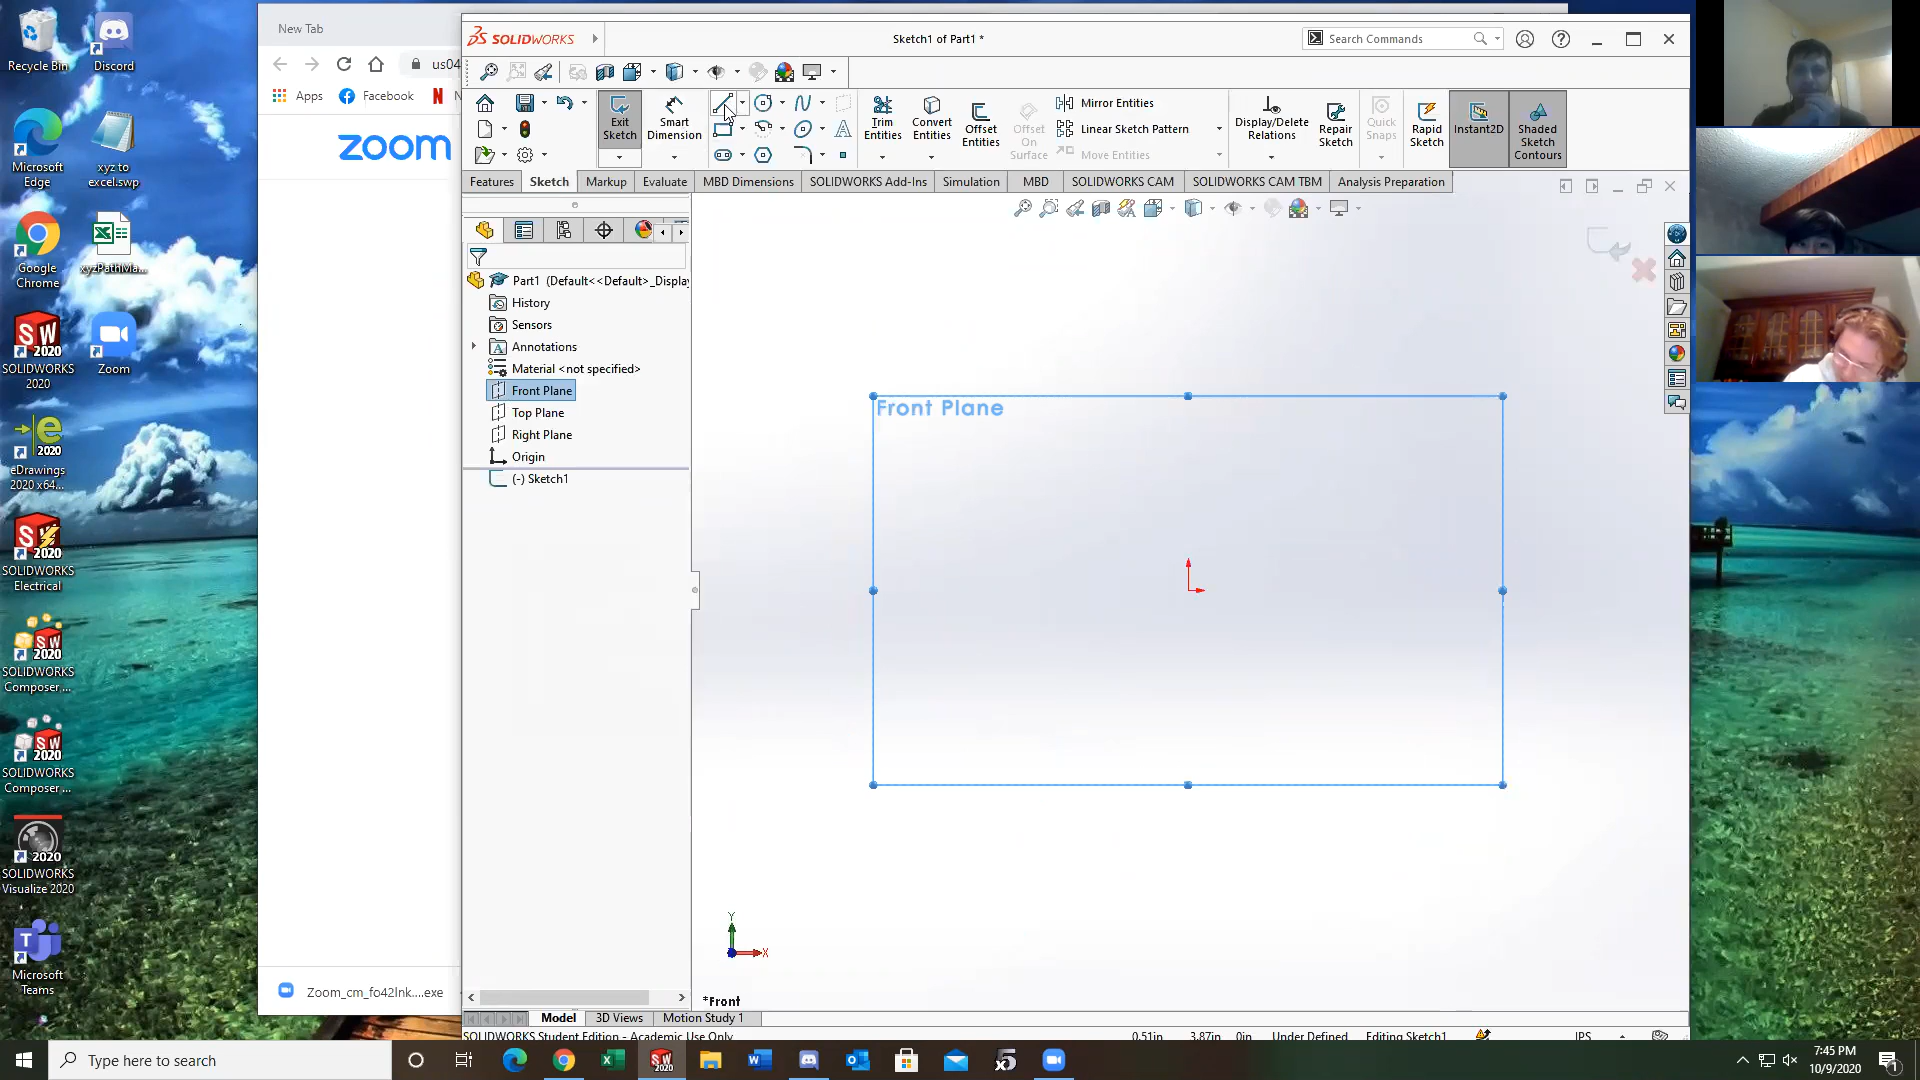 Recycle Bin
Discord
Microsoft Edge
xyz to excel.swp
Google Chrome
xyzPathMa...
SOLIDWORKS 2020
Zoom
eDrawings 2020 x64...
SOLIDWORKS Electrical
SOLIDWORKS Composer ...
SOLIDWORKS Composer ...
SOLIDWORKS Visualize 2020
Microsoft Teams
New Tab
us04
Apps
Facebook
zoom
Zoom_cm_fo42lnk....exe
SOLIDWORKS
Sketch1 of Part1 *
Search Commands
Exit Sketch
Smart Dimension
Trim Entities
Convert Entities
Offset Entities
Offset On Surface
Mirror Entities
Linear Sketch Pattern
Move Entities
Display/Delete Relations
Repair Sketch
Quick Snaps
Rapid Sketch
Instant2D
Shaded Sketch Contours
Features
Sketch
Markup
Evaluate
MBD Dimensions
SOLIDWORKS Add-Ins
Simulation
MBD
SOLIDWORKS CAM
SOLIDWORKS CAM TBM
Analysis Preparation
Part1 (Default<<Default>_Display
History
Sensors
Annotations
Material <not specified>
Front Plane
Top Plane
Right Plane
Origin
(-) Sketch1
Front Plane
Y
X
*Front
Model
3D Views
Motion Study 1
SOLIDWORKS Student Edition - Academic Use Only
0.51in
3.87in
0in
Under Defined
Editing Sketch1
IPS
Type here to search
7:45 PM
10/9/2020